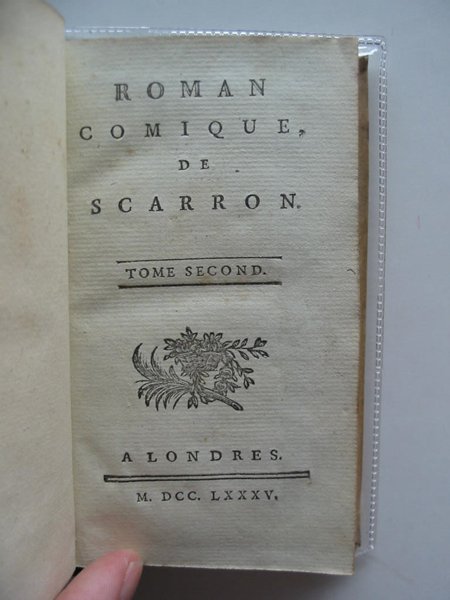 ROMAN
COMIQUE,
DE
SCARRON.
TOME SECOND.
A LONDRES.
M. DCC. LXXXV.